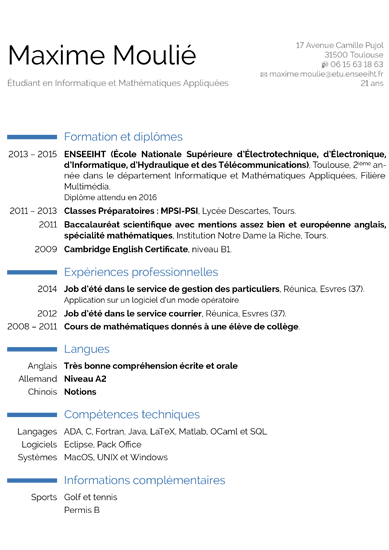 Maxime Moulié
Étudiant en Informatique et Mathématiques Appliquées
17 Avenue Camille Pujol
31500 Toulouse
06 15 63 18 63
maxime.moulie@etu.enseeiht.fr
21 ans
Formation et diplômes
2013 – 2015 ENSEEIHT (École Nationale Supérieure d'Électrotechnique, d'Électronique,
d'Informatique, d'Hydraulique et des Télécommunications), Toulouse, 2ième an-
née dans le département Informatique et Mathématiques Appliquées, Filière
Multimédia.
Diplôme attendu en 2016
2011 – 2013 Classes Préparatoires : MPSI-PSI, Lycée Descartes, Tours.
2011 Baccalauréat scientifique avec mentions assez bien et européenne anglais,
spécialité mathématiques, Institution Notre Dame la Riche, Tours.
2009 Cambridge English Certificate, niveau B1.
Expériences professionnelles
2014 Job d'été dans le service de gestion des particuliers, Réunica, Esvres (37).
Application sur un logiciel d'un mode opératoire
2012 Job d'été dans le service courrier, Réunica, Esvres (37).
2008 – 2011 Cours de mathématiques donnés à une élève de collège.
Langues
Anglais Très bonne compréhension écrite et orale
Allemand Niveau A2
Chinois Notions
Compétences techniques
Langages ADA, C, Fortran, Java, LaTeX, Matlab, OCaml et SQL
Logiciels Eclipse, Pack Office
Systèmes MacOS, UNIX et Windows
Informations complémentaires
Sports Golf et tennis
Permis B